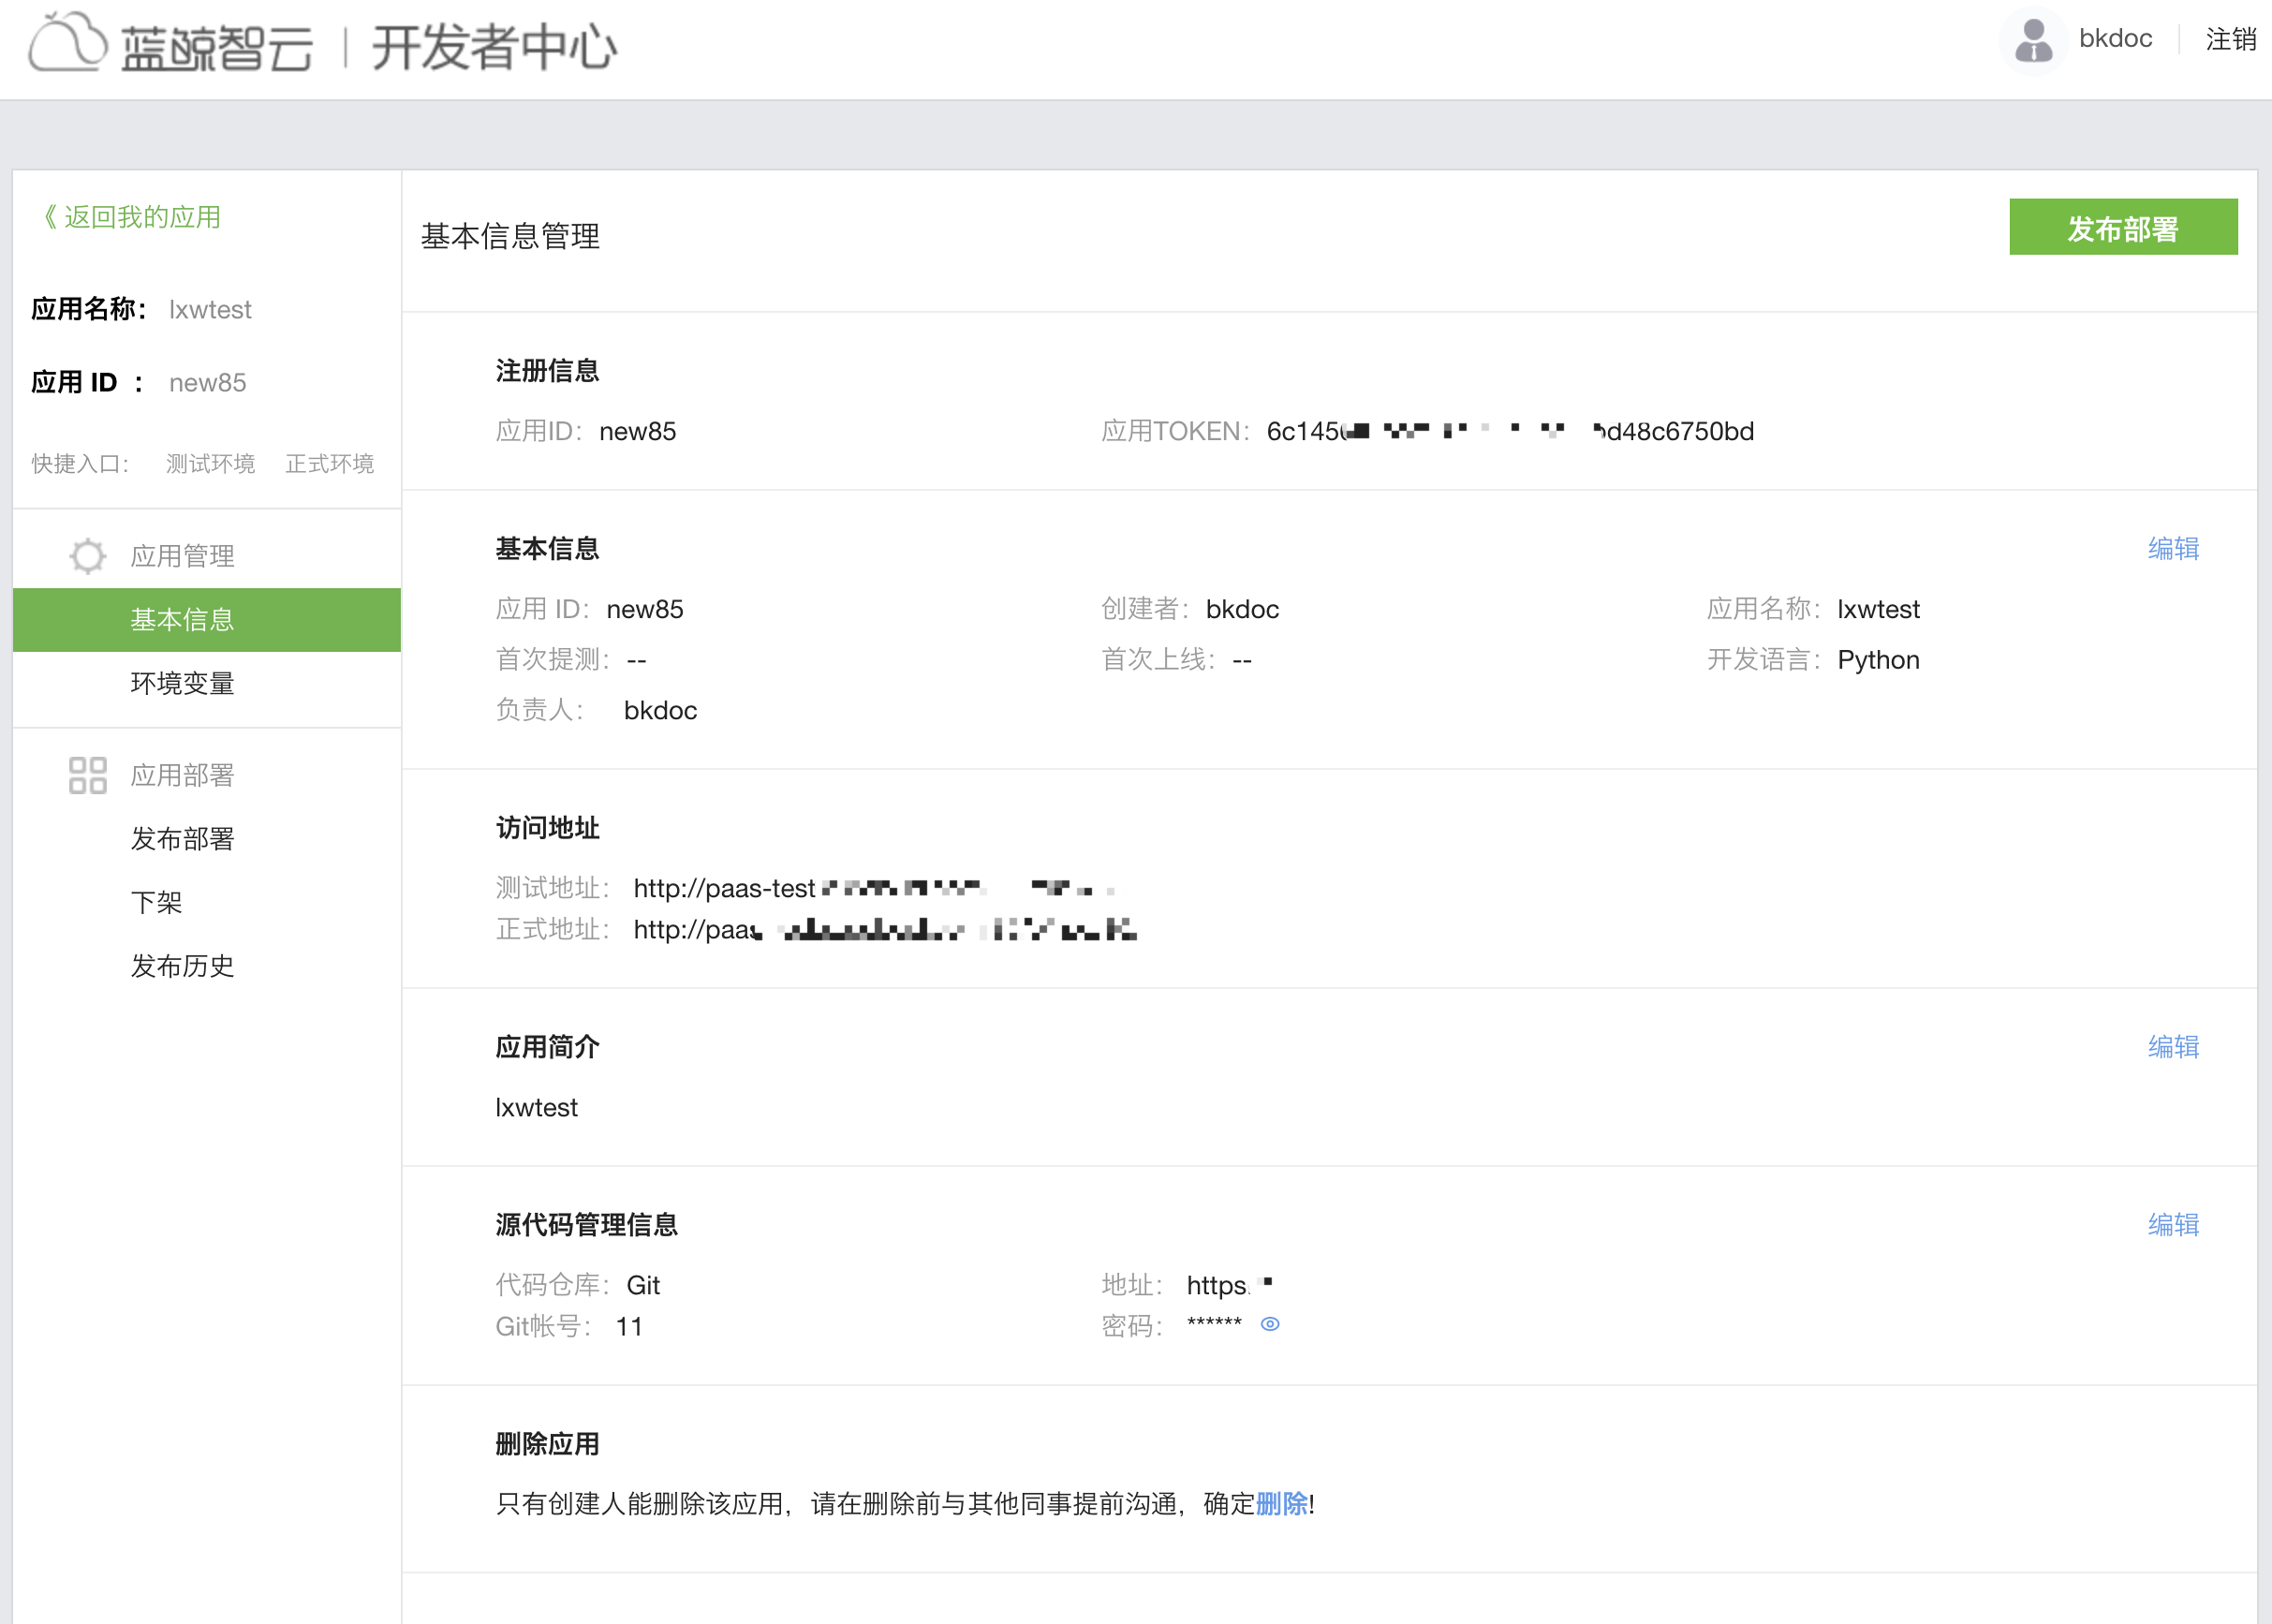 蓝鲸智云 | 开发者中心
bkdoc
注销
《 返回我的应用
应用名称： lxwtest
应用 ID ： new85
快捷入口： 测试环境 正式环境
应用管理
基本信息
环境变量
应用部署
发布部署
下架
发布历史
基本信息管理
发布部署
注册信息
应用ID： new85
应用TOKEN： 6c145 d48c6750bd
基本信息
编辑
应用 ID： new85
创建者： bkdoc
应用名称： lxwtest
首次提测： --
首次上线： --
开发语言： Python
负责人： bkdoc
访问地址
测试地址： http://paas-test
正式地址： http://paas
应用简介
编辑
lxwtest
源代码管理信息
编辑
代码仓库： Git
地址： https
Git帐号： 11
密码： ******
删除应用
只有创建人能删除该应用，请在删除前与其他同事提前沟通，确定删除!